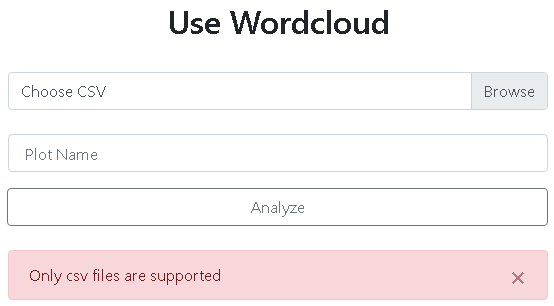 Use Wordcloud
Choose CSV Browse
Plot Name
Analyze
Only csv files are supported ×